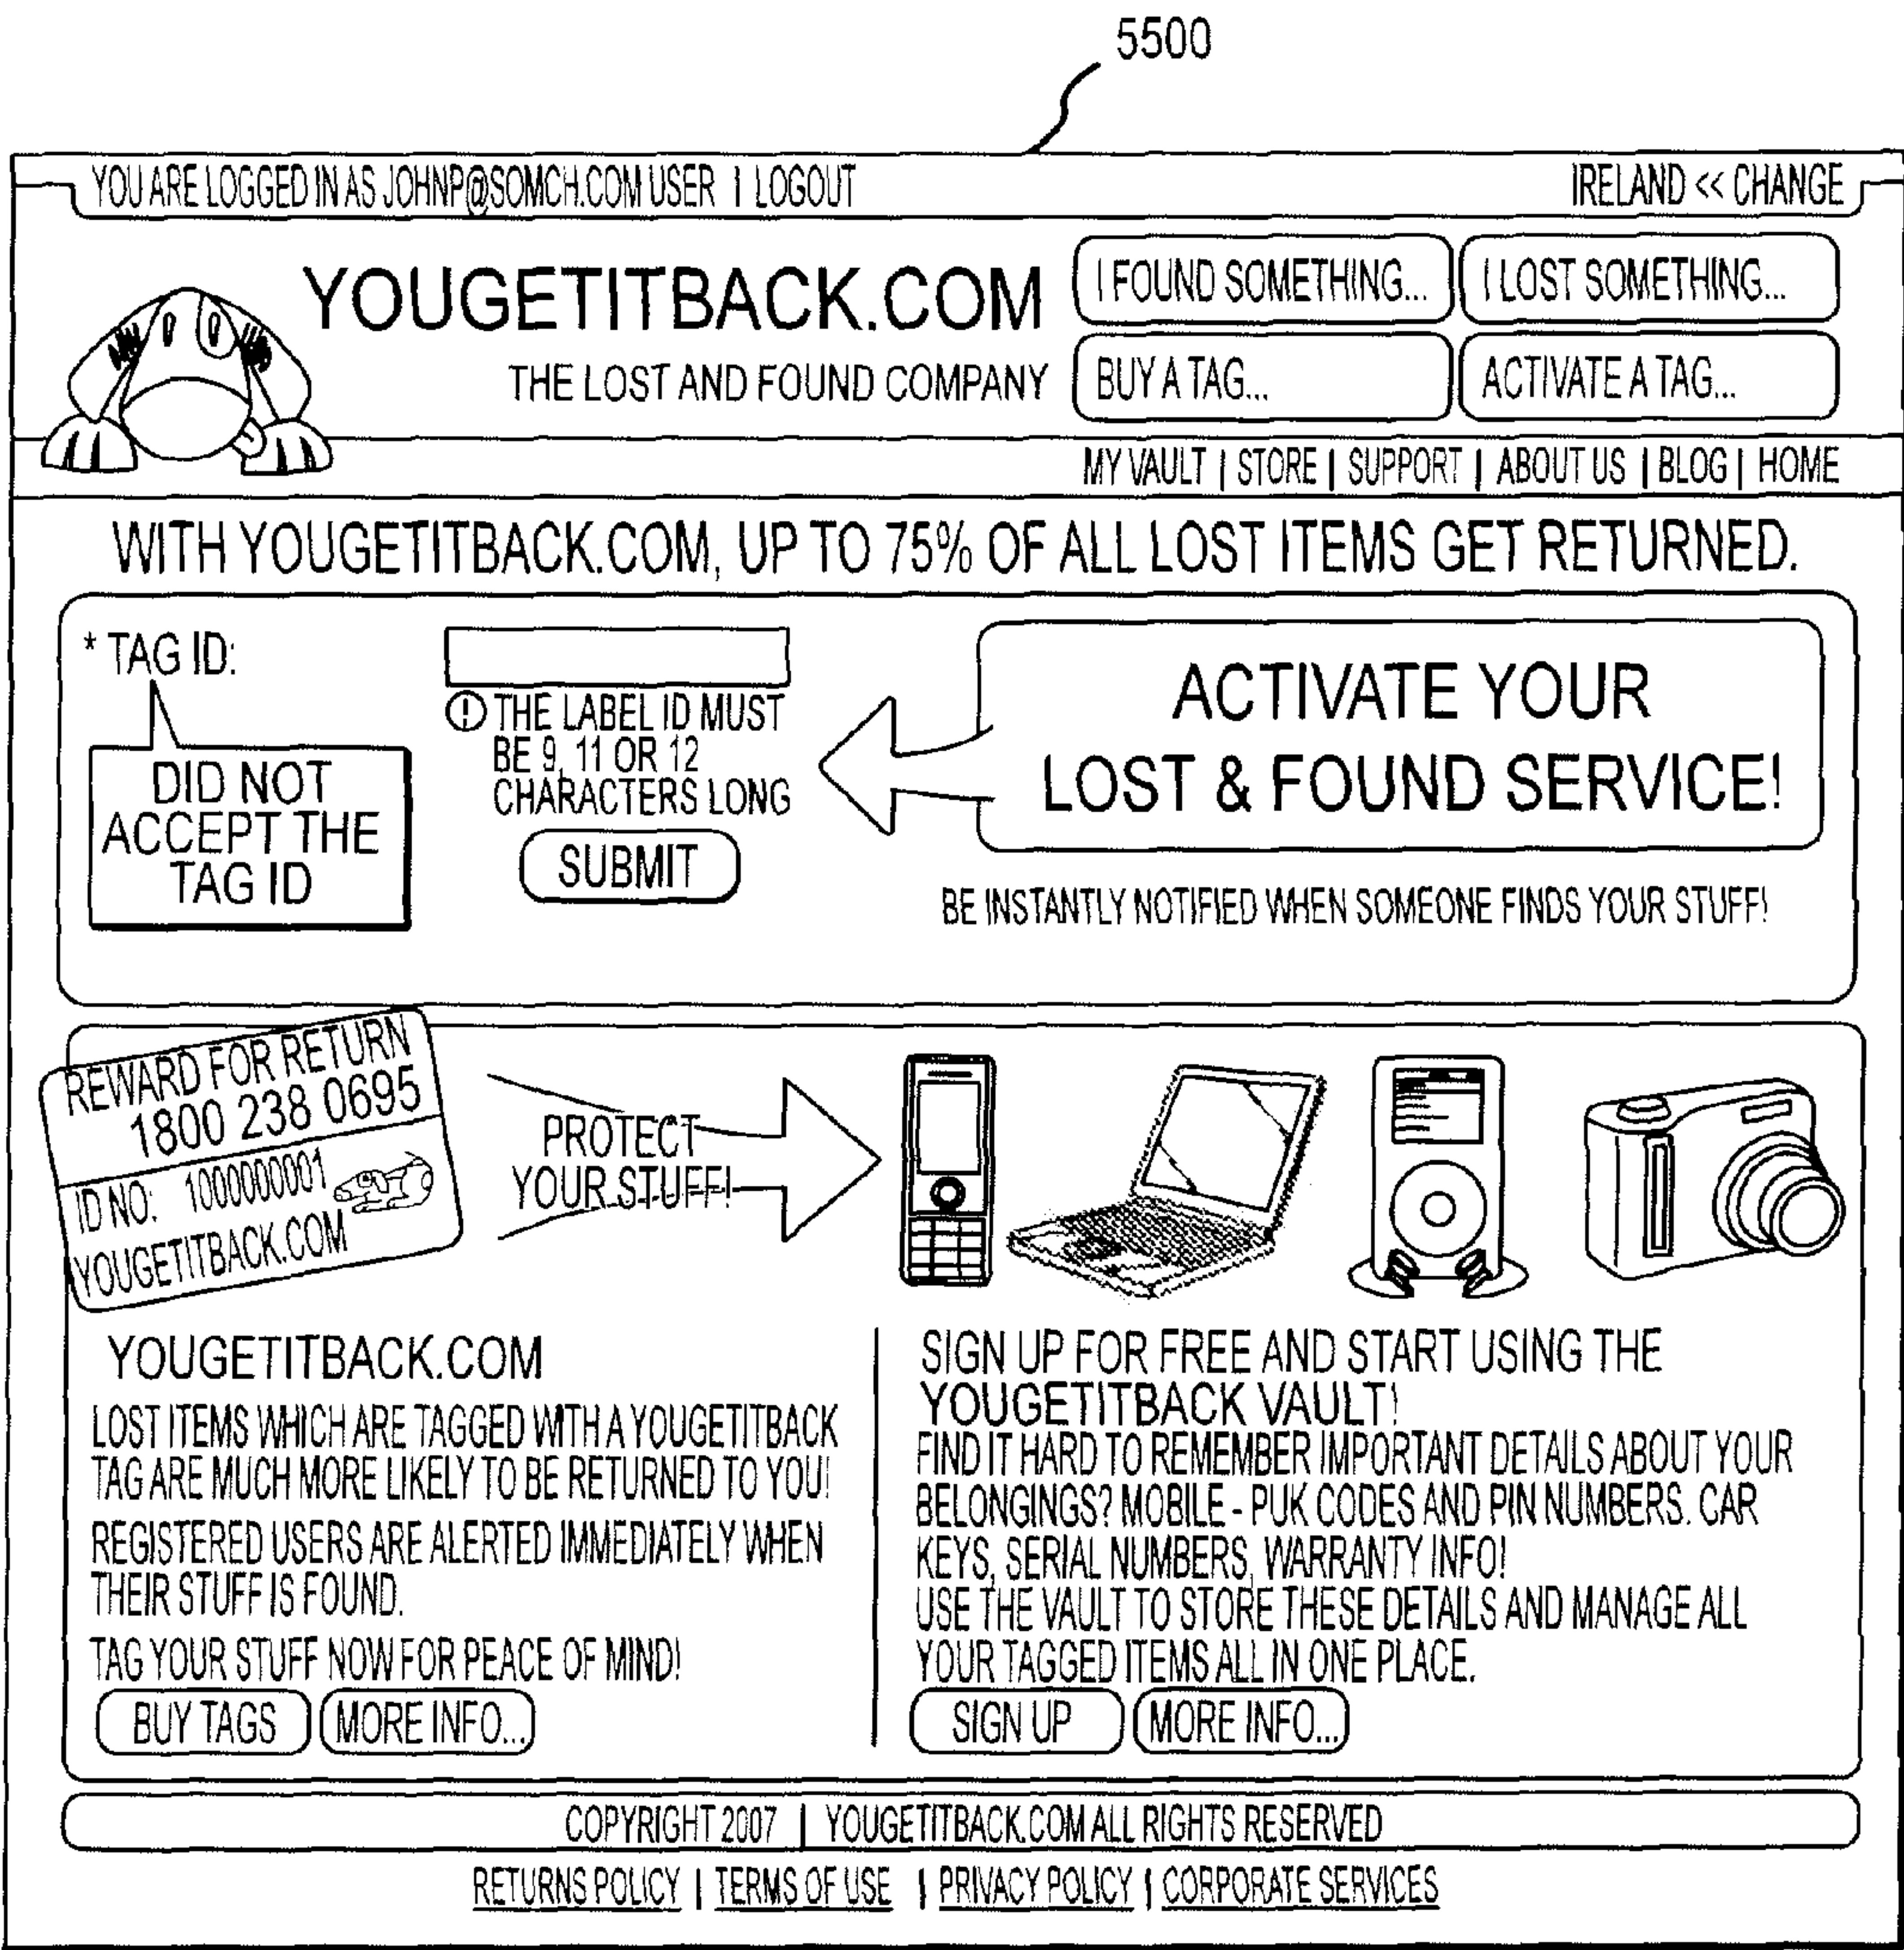 5500
YOU ARE LOGGED IN AS JOHNP@SOMCH.COM USER | LOGOUT
IRELAND << CHANGE
YOUGETITBACK.COM
THE LOST AND FOUND COMPANY
I FOUND SOMETHING...
I LOST SOMETHING...
BUY A TAG...
ACTIVATE A TAG...
MY VAULT | STORE | SUPPORT | ABOUT US | BLOG | HOME
WITH YOUGETITBACK.COM, UP TO 75% OF ALL LOST ITEMS GET RETURNED.
* TAG ID:
DID NOT
ACCEPT THE
TAG ID
! THE LABEL ID MUST
BE 9, 11 OR 12
CHARACTERS LONG
SUBMIT
ACTIVATE YOUR
LOST & FOUND SERVICE!
BE INSTANTLY NOTIFIED WHEN SOMEONE FINDS YOUR STUFF!
REWARD FOR RETURN
1800 238 0695
ID NO: 1000000001
YOUGETITBACK.COM
PROTECT
YOUR STUFF!
YOUGETITBACK.COM
LOST ITEMS WHICH ARE TAGGED WITH A YOUGETITBACK
TAG ARE MUCH MORE LIKELY TO BE RETURNED TO YOU!
REGISTERED USERS ARE ALERTED IMMEDIATELY WHEN
THEIR STUFF IS FOUND.
TAG YOUR STUFF NOW FOR PEACE OF MIND!
BUY TAGS
MORE INFO...
SIGN UP FOR FREE AND START USING THE
YOUGETITBACK VAULT!
FIND IT HARD TO REMEMBER IMPORTANT DETAILS ABOUT YOUR
BELONGINGS? MOBILE - PUK CODES AND PIN NUMBERS. CAR
KEYS, SERIAL NUMBERS, WARRANTY INFO!
USE THE VAULT TO STORE THESE DETAILS AND MANAGE ALL
YOUR TAGGED ITEMS ALL IN ONE PLACE.
SIGN UP
MORE INFO...
COPYRIGHT 2007 | YOUGETITBACK.COM ALL RIGHTS RESERVED
RETURNS POLICY | TERMS OF USE | PRIVACY POLICY | CORPORATE SERVICES